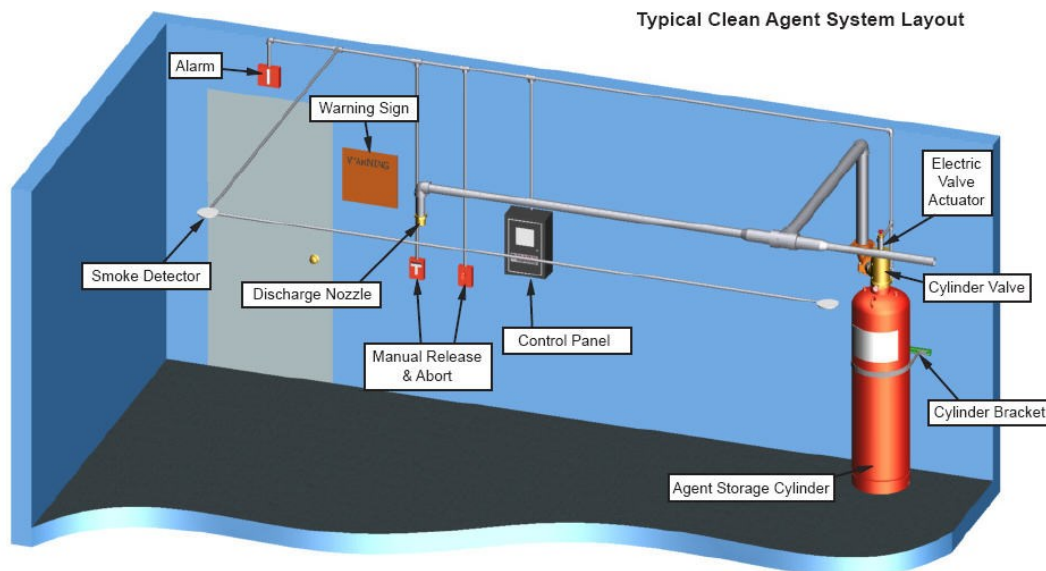 Typical Clean Agent System Layout
Alarm
Warning Sign
WARNING
Electric
Valve
Actuator
Smoke Detector
Discharge Nozzle
Cylinder Valve
Control Panel
Manual Release
& Abort
Cylinder Bracket
Agent Storage Cylinder